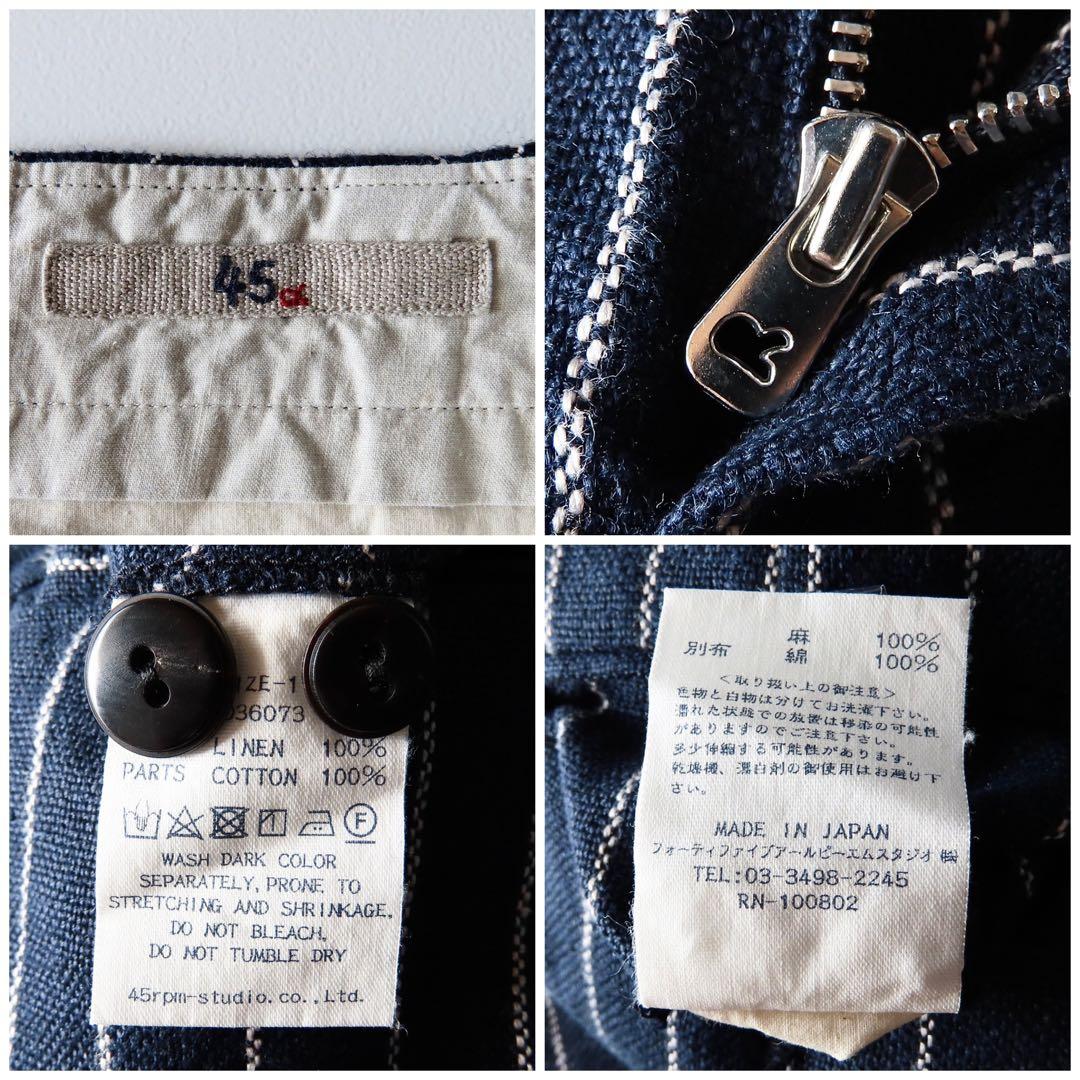 45R
R
SIZE-1
036073
LINEN 100%
PARTS COTTON 100%
F
WASH DARK COLOR
SEPARATELY, PRONE TO
STRETCHING AND SHRINKAGE.
DO NOT BLEACH.
DO NOT TUMBLE DRY
45rpm-studio.co.,Ltd.
麻 100%
別布 綿 100%
<取り扱い上の御注意>
色物と白物は分けてお洗濯下さい。
濡れた状態での放置は移染の可能性
がありますのでご注意下さい。
多少伸縮する可能性があります。
乾燥機、漂白剤の御使用はお避け下
さい。
MADE IN JAPAN
フォーティファイブアールピーエムスタジオ㈱
TEL:03-3498-2245
RN-100802